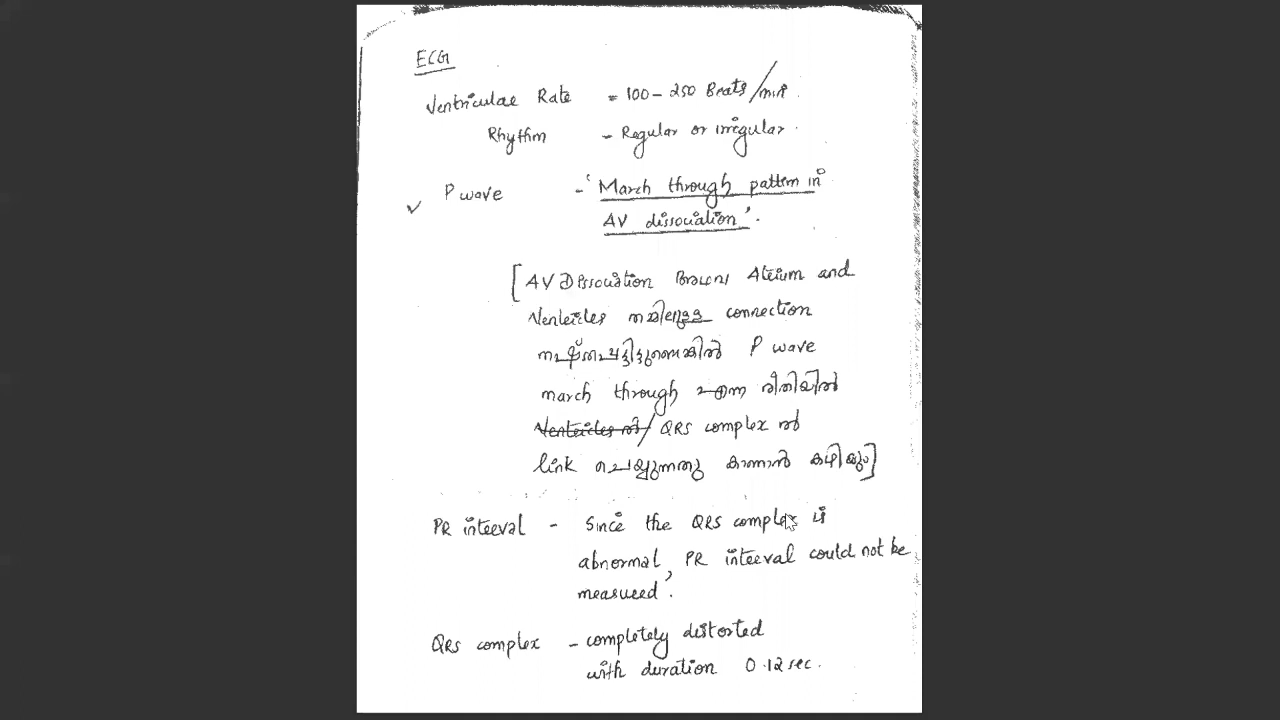 ECG
Ventricular Rate = 100 - 250 Beats/min
Rhythm - Regular or irregular.
✓ P wave - 'March through pattern in
AV dissociation'.
[AV Dissociation അഥവാ Atrium and
Ventricles തമ്മിലുള്ള connection
നഷ്ടപ്പെട്ടിട്ടുണ്ടെങ്കിൽ P wave
march through എന്ന രീതിയിൽ
Ventricles ൽ/ QRS complex ൽ
link ചെയ്യുന്നതു കാണാൻ കഴിയും]
PR interval - Since the QRS complex is
abnormal, PR interval could not be
measured.
QRS complex - completely distorted
with duration 0.12 sec.